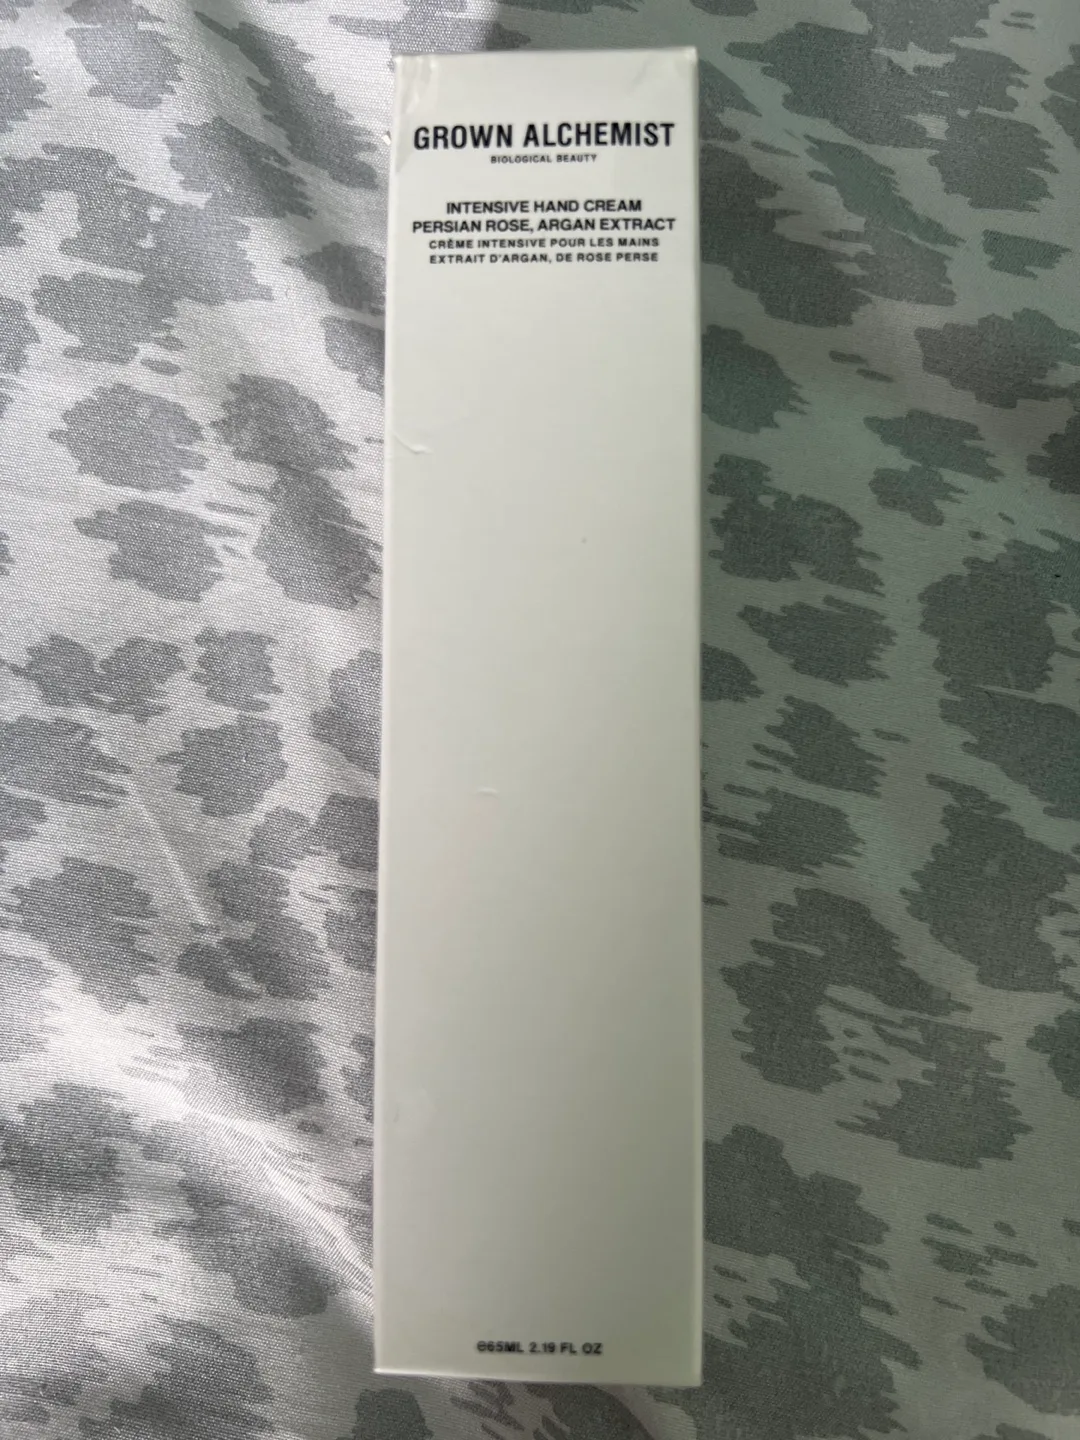 GROWN ALCHEMIST
BIOLOGICAL BEAUTY
INTENSIVE HAND CREAM
PERSIAN ROSE, ARGAN EXTRACT
CRÈME INTENSIVE POUR LES MAINS
EXTRAIT D'ARGAN, DE ROSE PERSE
℮65ML 2.19 FL OZ